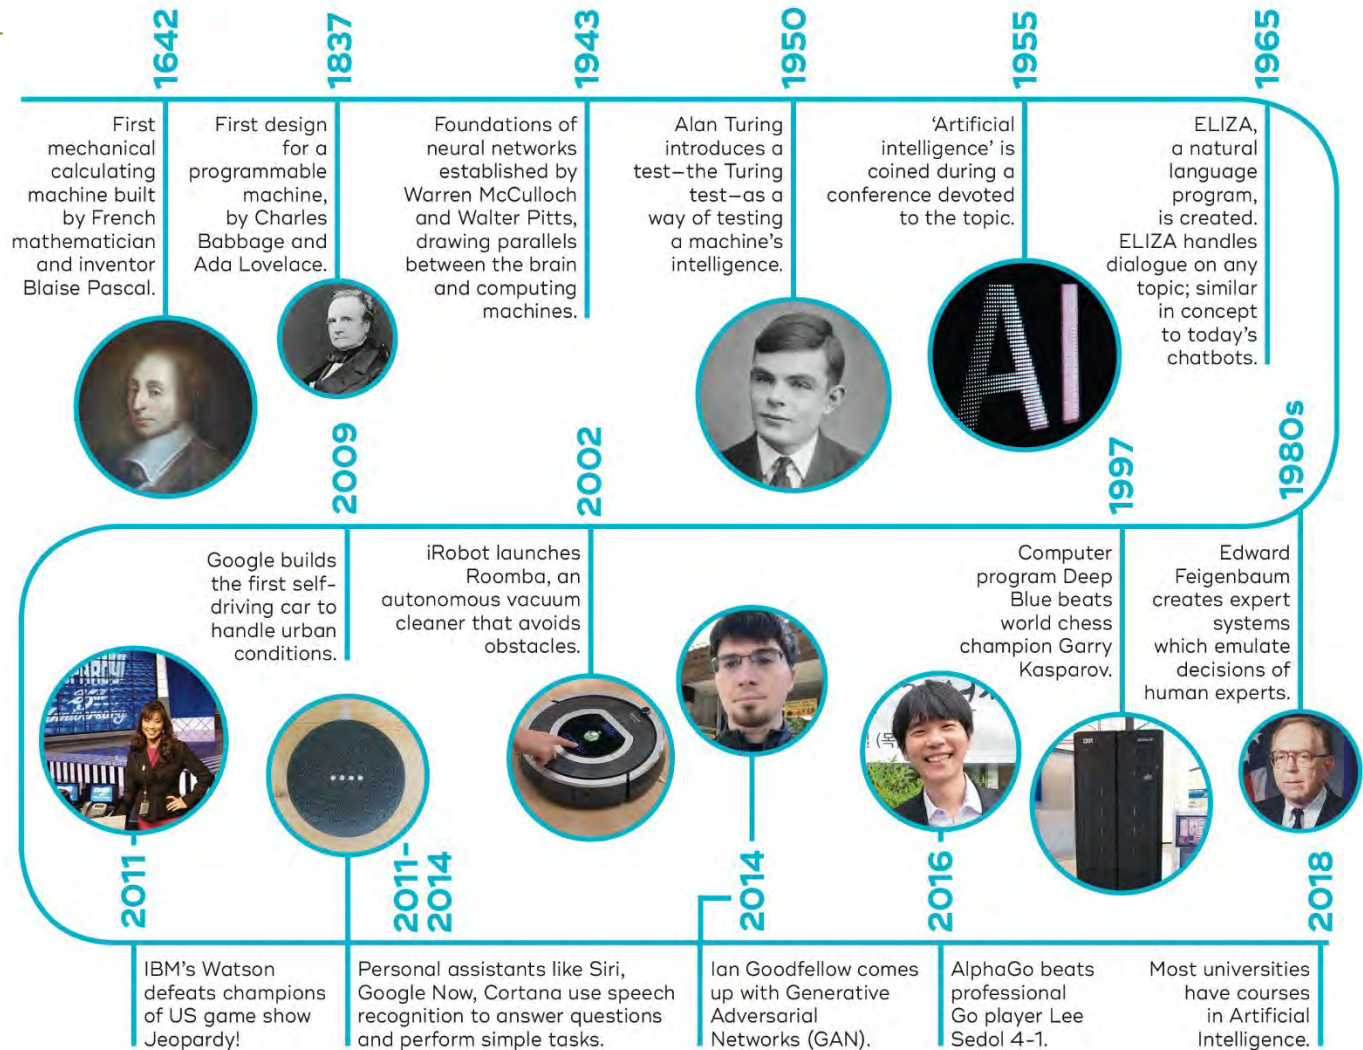 1642
First
mechanical
calculating
machine built
by French
mathematician
and inventor
Blaise Pascal.
1837
First design
for a
programmable
machine,
by Charles
Babbage and
Ada Lovelace.
1943
Foundations of
neural networks
established by
Warren McCulloch
and Walter Pitts,
drawing parallels
between the brain
and computing
machines.
1950
Alan Turing
introduces a
test—the Turing
test—as a
way of testing
a machine's
intelligence.
1955
'Artificial
intelligence' is
coined during a
conference devoted
to the topic.
AI
1965
ELIZA,
a natural
language
program,
is created.
ELIZA handles
dialogue on any
topic; similar
in concept
to today's
chatbots.
1980s
Edward
Feigenbaum
creates expert
systems
which emulate
decisions of
human experts.
1997
Computer
program Deep
Blue beats
world chess
champion Garry
Kasparov.
IBM
2002
iRobot launches
Roomba, an
autonomous vacuum
cleaner that avoids
obstacles.
2009
Google builds
the first self-
driving car to
handle urban
conditions.
2011
IBM's Watson
defeats champions
of US game show
Jeopardy!
2011-
2014
Personal assistants like Siri,
Google Now, Cortana use speech
recognition to answer questions
and perform simple tasks.
2014
Ian Goodfellow comes
up with Generative
Adversarial
Networks (GAN).
2016
AlphaGo beats
professional
Go player Lee
Sedol 4-1.
2018
Most universities
have courses
in Artificial
Intelligence.